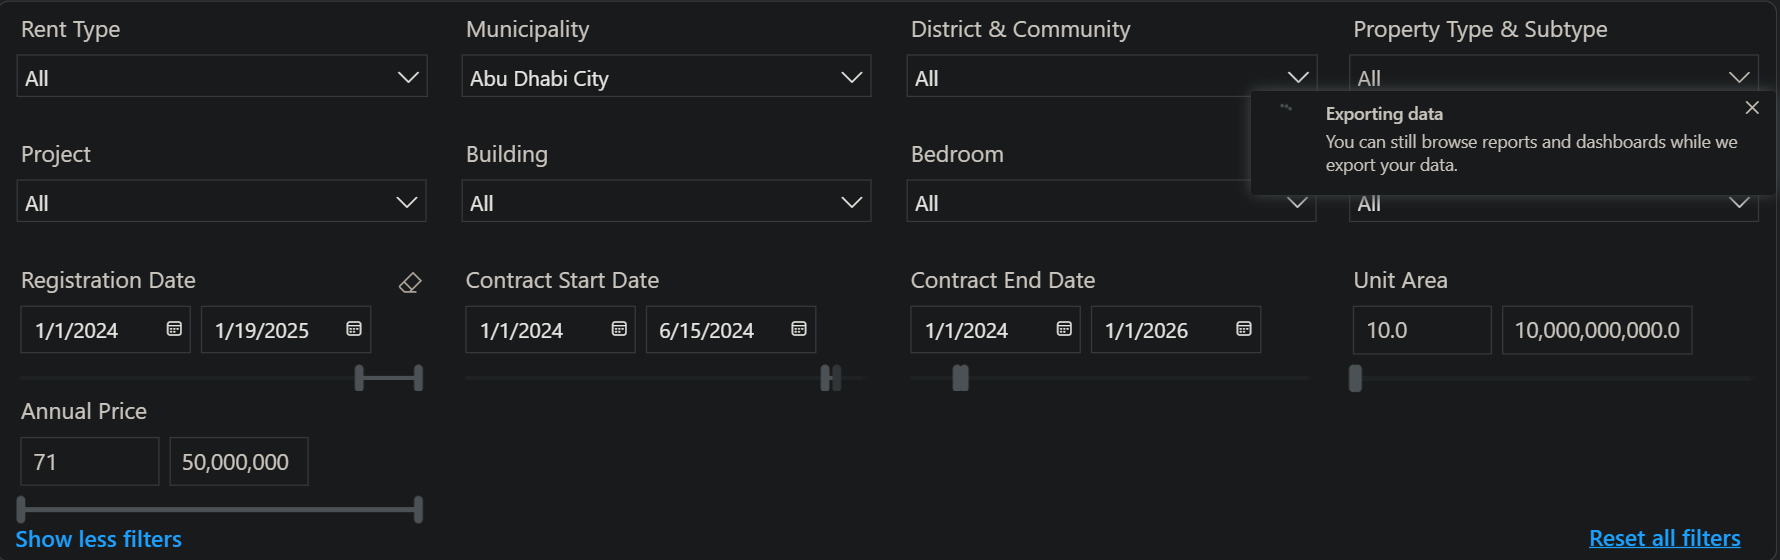 Rent Type
Municipality
District & Community
Property Type & Subtype
All
Abu Dhabi City
All
All
Exporting data
You can still browse reports and dashboards while we
export your data.
Project
Building
Bedroom
All
All
All
All
Registration Date
Contract Start Date
Contract End Date
Unit Area
1/1/2024
1/19/2025
1/1/2024
6/15/2024
1/1/2024
1/1/2026
10.0
10,000,000,000.0
Annual Price
71
50,000,000
Show less filters
Reset all filters